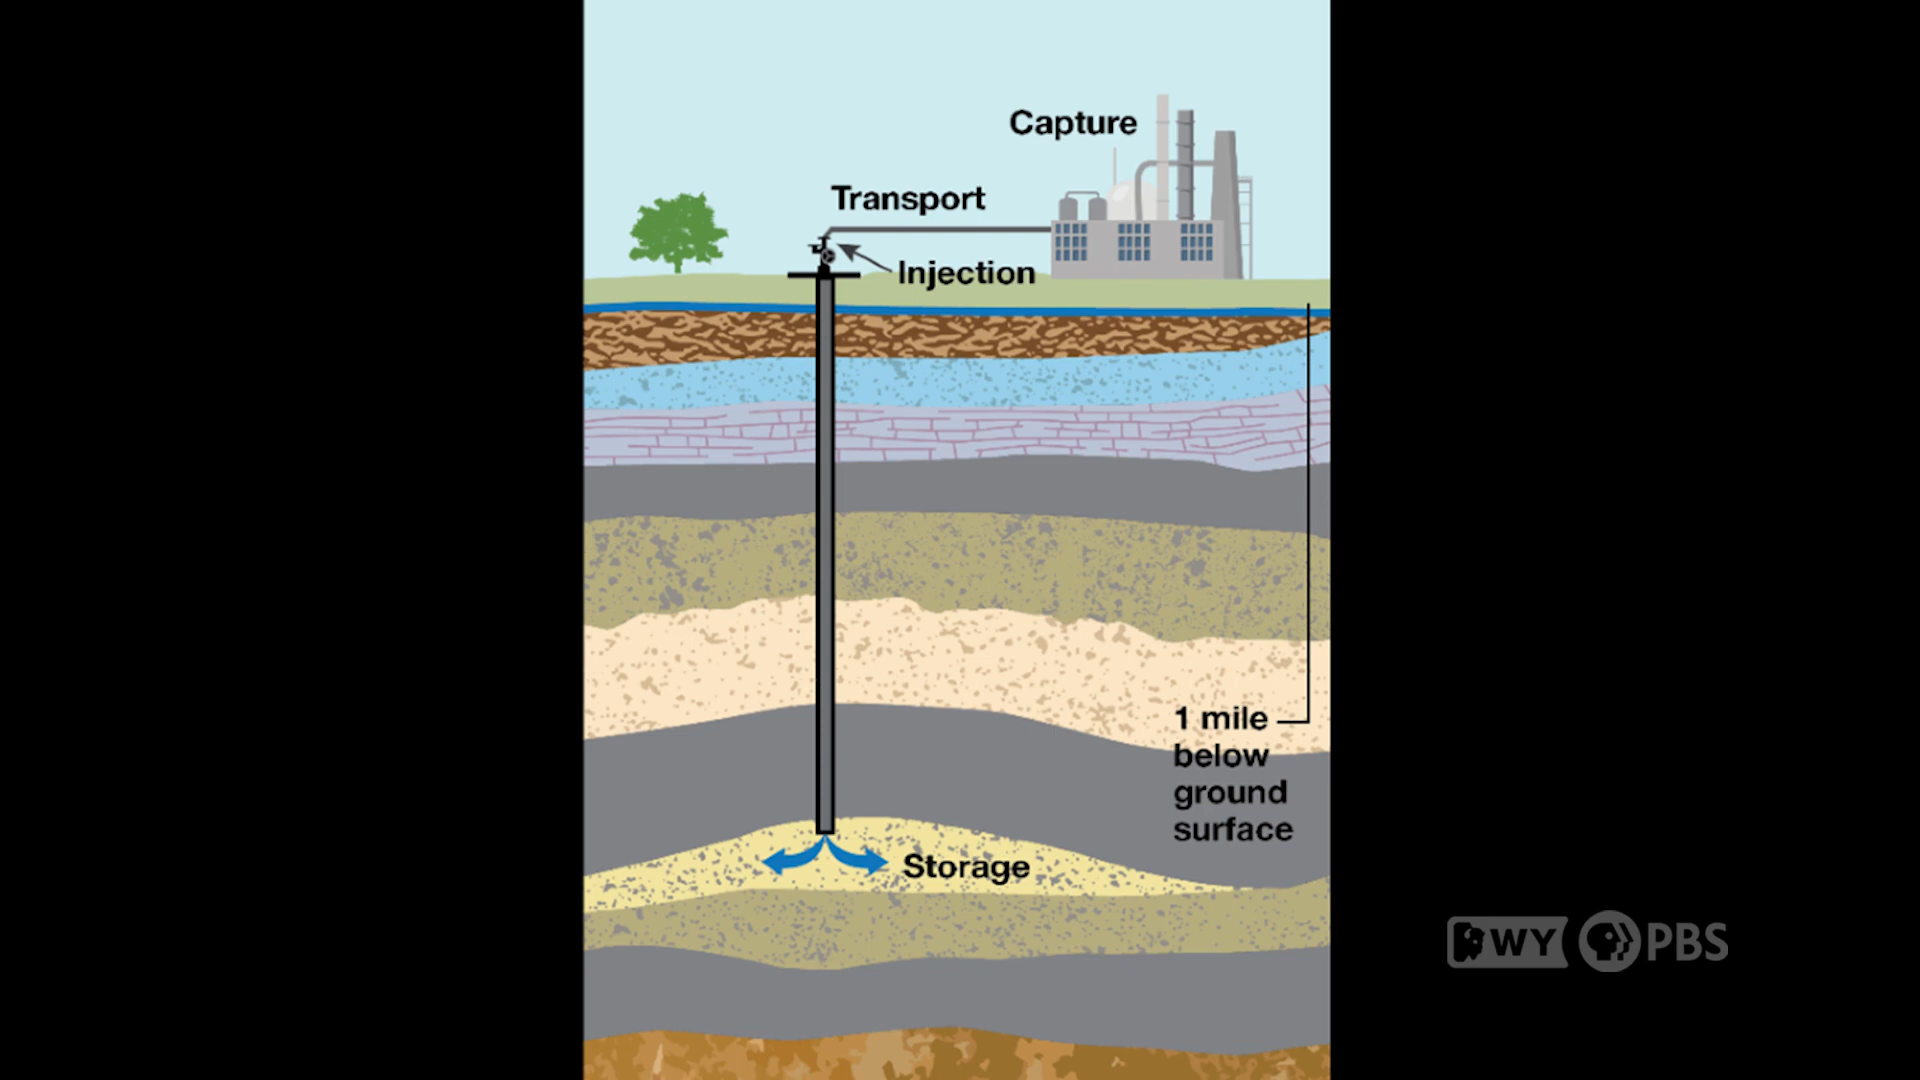 Capture
Transport
Injection
1 mile
below
ground
surface
Storage
WY PBS